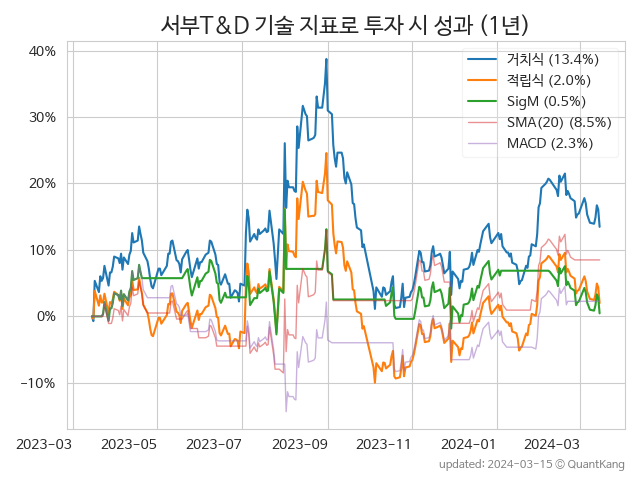 서부T&D 기술 지표로 투자 시 성과 (1년)
40%
30%
20%
10%
0%
−10%
거치식 (13.4%)
적립식 (2.0%)
SigM (0.5%)
SMA(20) (8.5%)
MACD (2.3%)
2023-03
2023-05
2023-07
2023-09
2023-11
2024-01
2024-03
updated: 2024-03-15 ⓒ QuantKang